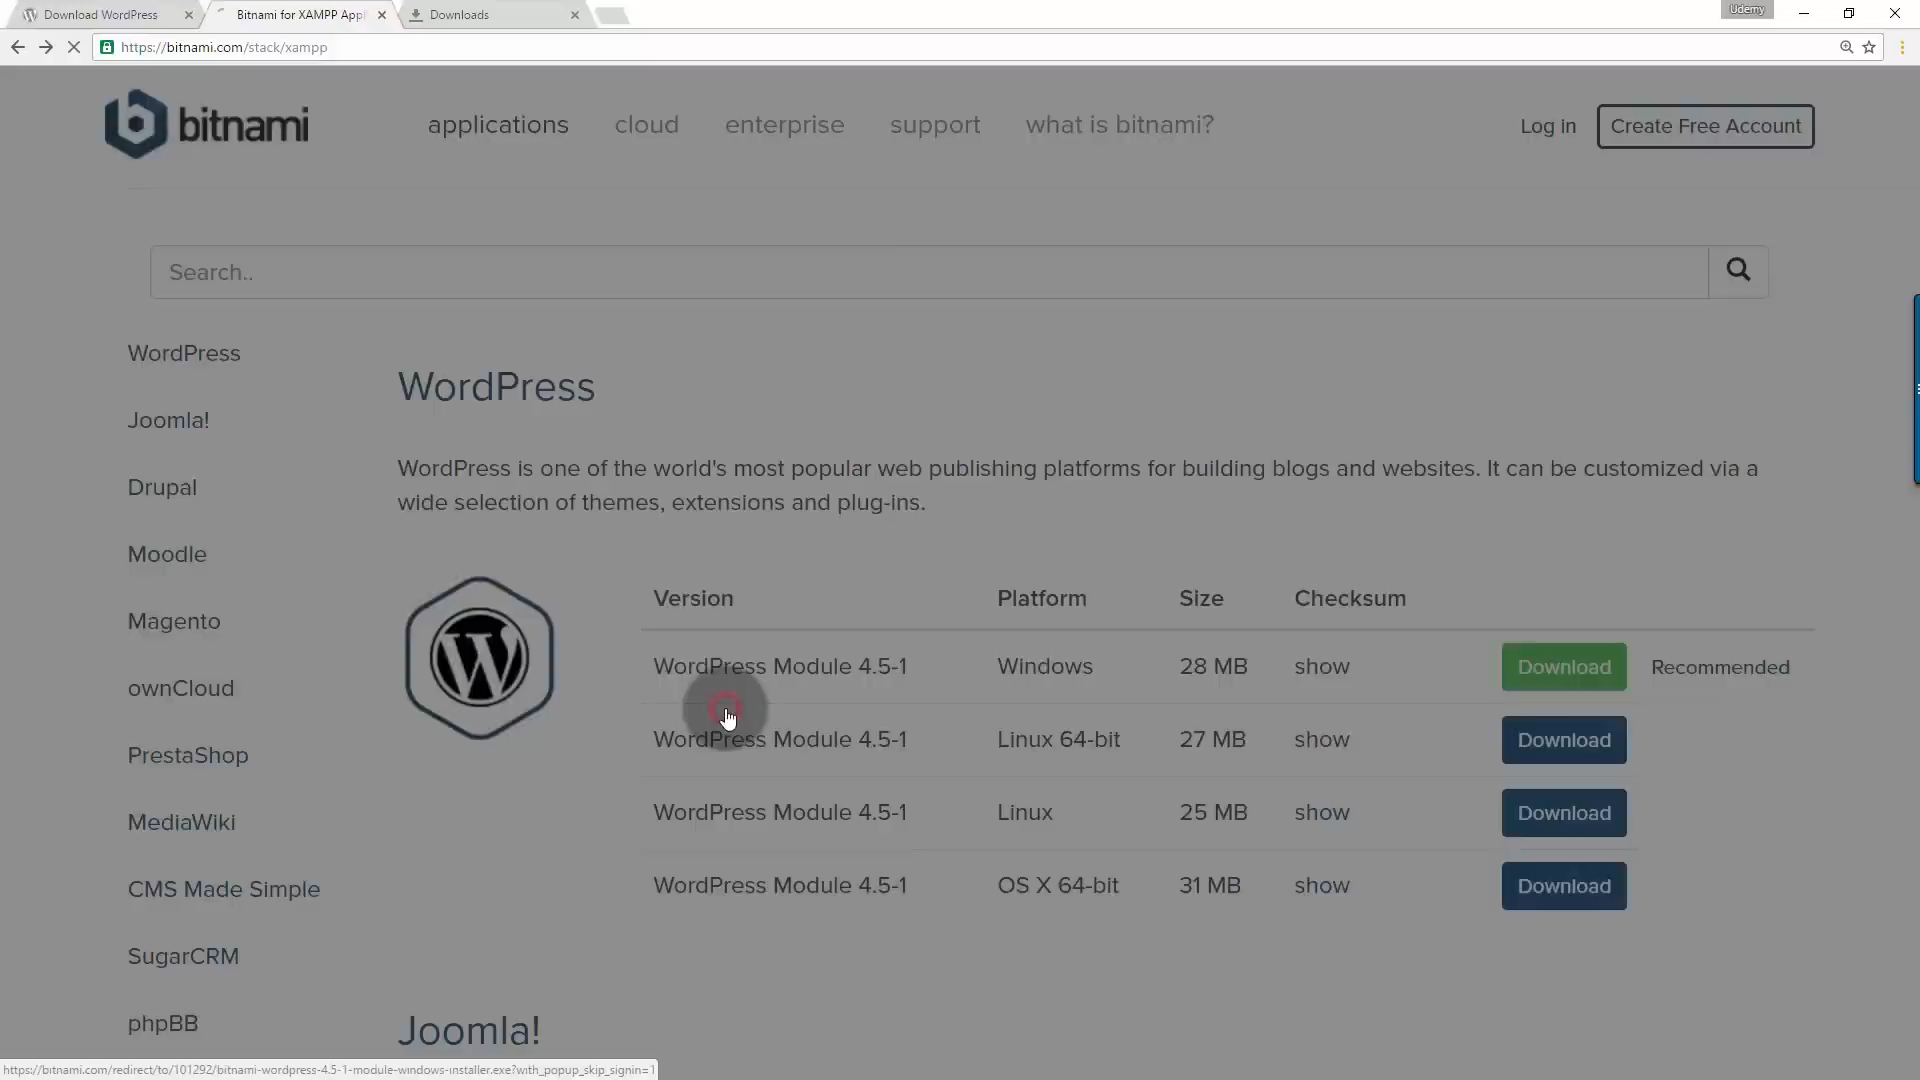 Download WordPress
Bitnami for XAMPP App
Downloads
Udemy
https://bitnami.com/stack/xampp
bitnami
applications
cloud
enterprise
support
what is bitnami?
Log in
Create Free Account
Search..
WordPress
Joomla!
Drupal
Moodle
Magento
ownCloud
PrestaShop
MediaWiki
CMS Made Simple
SugarCRM
phpBB
WordPress
WordPress is one of the world's most popular web publishing platforms for building blogs and websites. It can be customized via a
wide selection of themes, extensions and plug-ins.
Version Platform Size Checksum
WordPress Module 4.5-1 Windows 28 MB show Download Recommended
WordPress Module 4.5-1 Linux 64-bit 27 MB show Download
WordPress Module 4.5-1 Linux 25 MB show Download
WordPress Module 4.5-1 OS X 64-bit 31 MB show Download
Joomla!
https://bitnami.com/redirect/to/101292/bitnami-wordpress-4.5-1-module-windows-installer.exe?with_popup_skip_signin=1